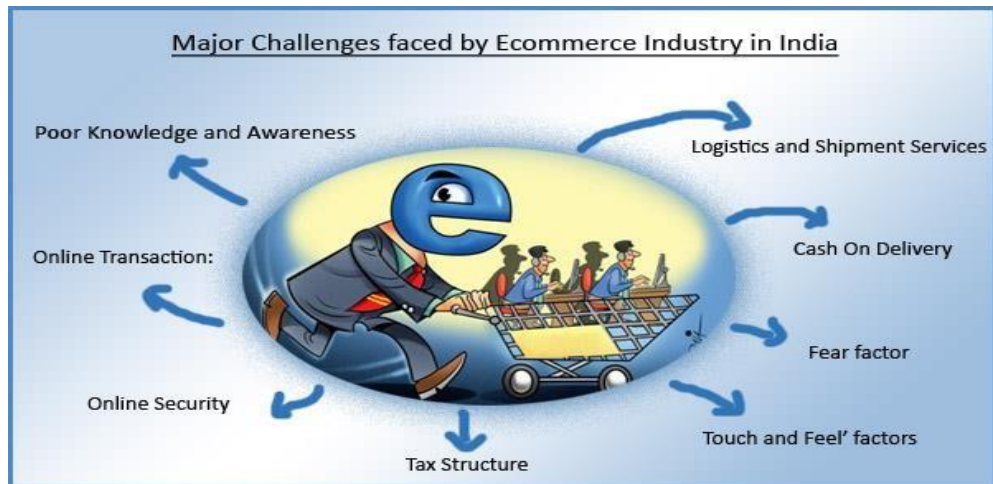 Major Challenges faced by Ecommerce Industry in India
Poor Knowledge and Awareness
Logistics and Shipment Services
Online Transaction:
Cash On Delivery
Fear factor
Online Security
Touch and Feel’ factors
Tax Structure
e